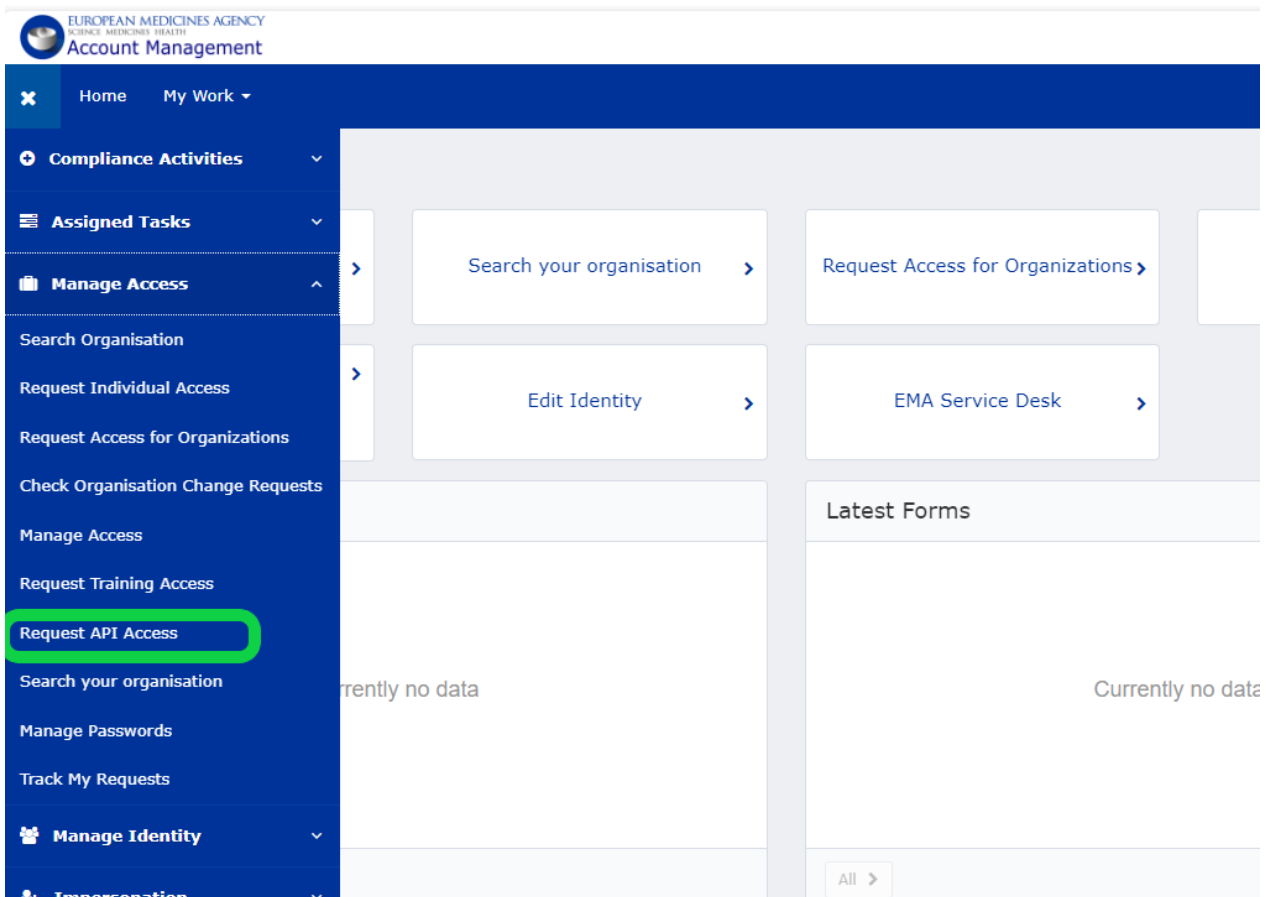 EUROPEAN MEDICINES AGENCY
SCIENCE MEDICINES HEALTH
Account Management
Home My Work
Compliance Activities
Assigned Tasks
Manage Access
Search Organisation
Request Individual Access
Request Access for Organizations
Check Organisation Change Requests
Manage Access
Request Training Access
Request API Access
Search your organisation
Manage Passwords
Track My Requests
Manage Identity
Impersonation
Search your organisation
Request Access for Organizations
Edit Identity
EMA Service Desk
Latest Forms
rrently no data
Currently no data
All